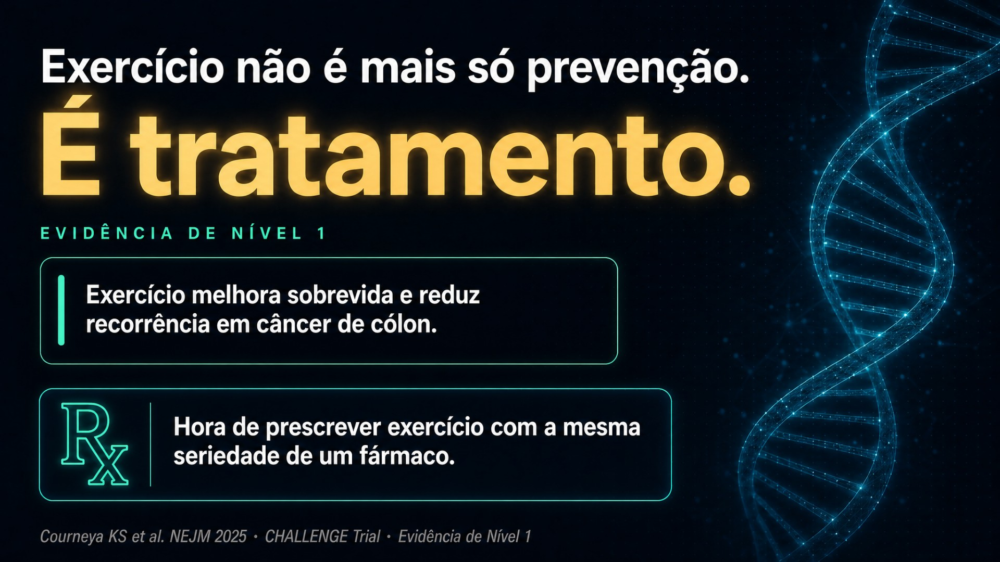 Exercício não é mais só prevenção.
É tratamento.
EVIDÊNCIA DE NÍVEL 1
Exercício melhora sobrevida e reduz
recorrência em câncer de cólon.
Rx
Hora de prescrever exercício com a mesma
seriedade de um fármaco.
Courneya KS et al. NEJM 2025 • CHALLENGE Trial • Evidência de Nível 1